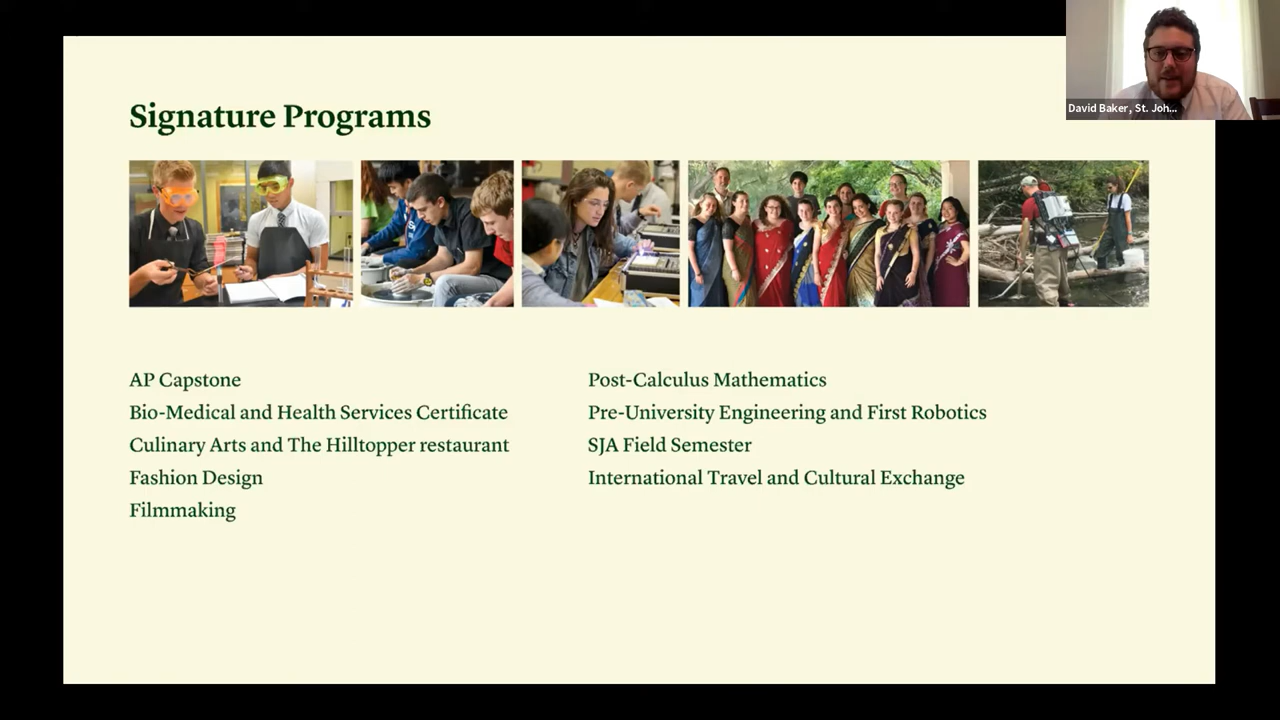 Signature Programs
David Baker, St. Joh...
AP Capstone
Bio-Medical and Health Services Certificate
Culinary Arts and The Hilltopper restaurant
Fashion Design
Filmmaking
Post-Calculus Mathematics
Pre-University Engineering and First Robotics
SJA Field Semester
International Travel and Cultural Exchange